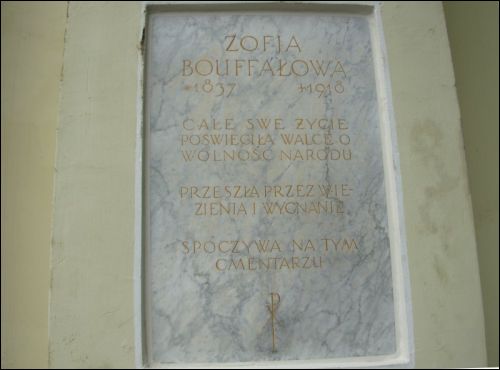 ZOFJA
BOUFFAŁOWA
*1837 +1918
CAŁE SWE ŻYCIE
POŚWIĘCIŁA WALCE O
WOLNOŚĆ NARODU
PRZESZŁA PRZEZ WIĘ-
ZIENIA I WYGNANIE
SPOCZYWA NA TYM
CMENTARZU